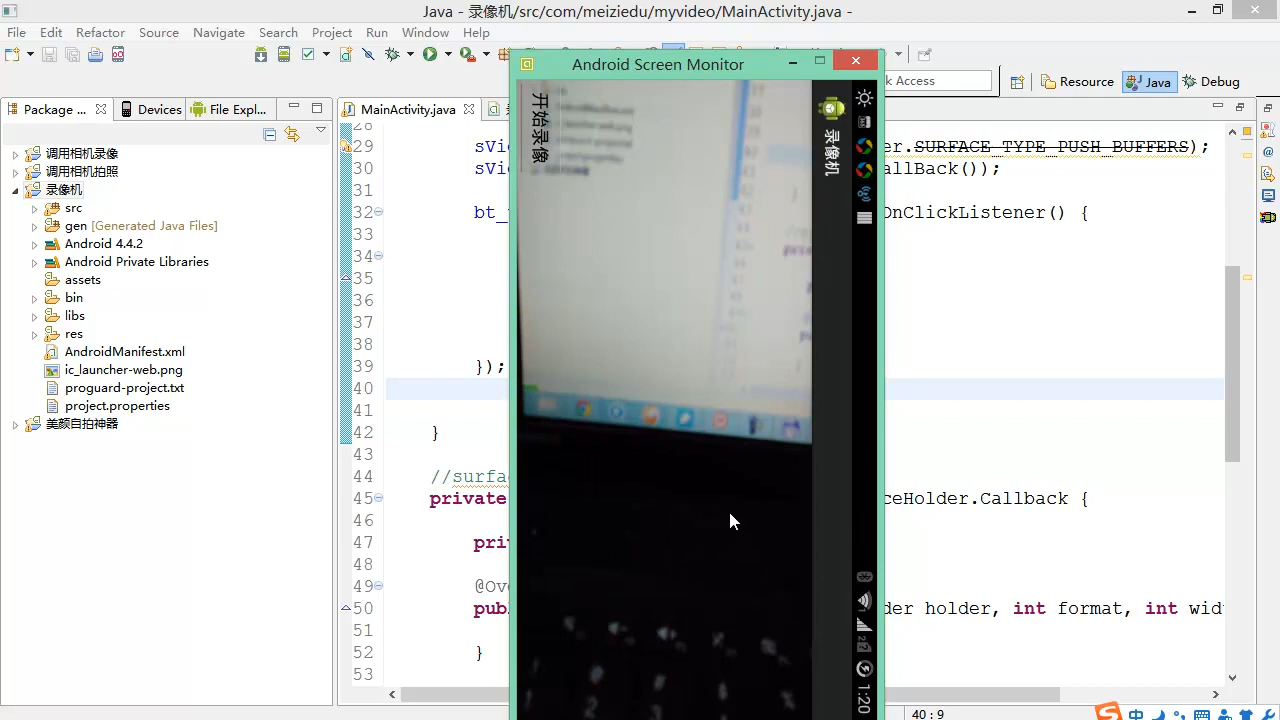 Java - 录像机/src/com/meiziedu/myvideo/MainActivity.java -
File Edit Refactor Source Navigate Search Project Run Window Help
Android Screen Monitor
Access
Resource
Java
Debug
Package ...
Devices
File Expl...
MainActivity.java
调用相机录像
调用相机拍照
录像机
src
gen [Generated Java Files]
Android 4.4.2
Android Private Libraries
assets
bin
libs
res
AndroidManifest.xml
ic_launcher-web.png
proguard-project.txt
project.properties
美颜自拍神器
28
29 sVi er.SURFACE_TYPE_PUSH_BUFFERS);
30 sVi allBack());
31
32 bt_ OnClickListener() {
33
34
35
36
37
38
39 });
40
41
42 }
43
44 //surfa
45 private ceHolder.Callback {
46
47 pri
48
49 @Ov
50 publ der holder, int format, int widt
51
52 }
53
开始录像
录像机
1:20
40 : 9
中